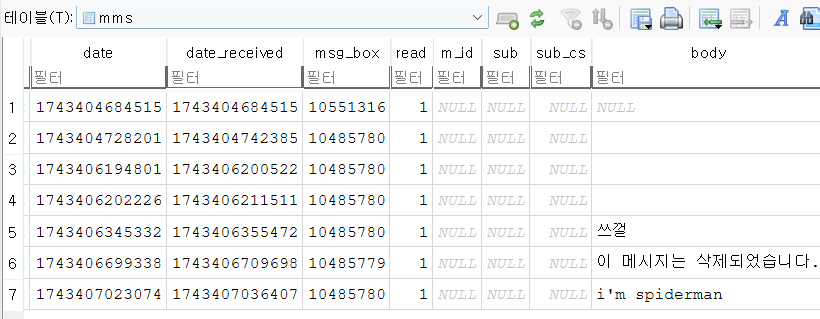 테이블(T): mms
date date_received msg_box read m_id sub sub_cs body
필터 필터 필터 필터 필터 필터 필터 필터
1 1743404684515 1743404684515 10551316 1 NULL NULL NULL NULL
2 1743404728201 1743404742385 10485780 1 NULL NULL NULL
3 1743406194801 1743406200522 10485780 1 NULL NULL NULL
4 1743406202226 1743406211511 10485780 1 NULL NULL NULL
5 1743406345332 1743406355472 10485780 1 NULL NULL NULL 쓰껄
6 1743406699338 1743406709698 10485779 1 NULL NULL NULL 이 메시지는 삭제되었습니다.
7 1743407023074 1743407036407 10485780 1 NULL NULL NULL i'm spiderman